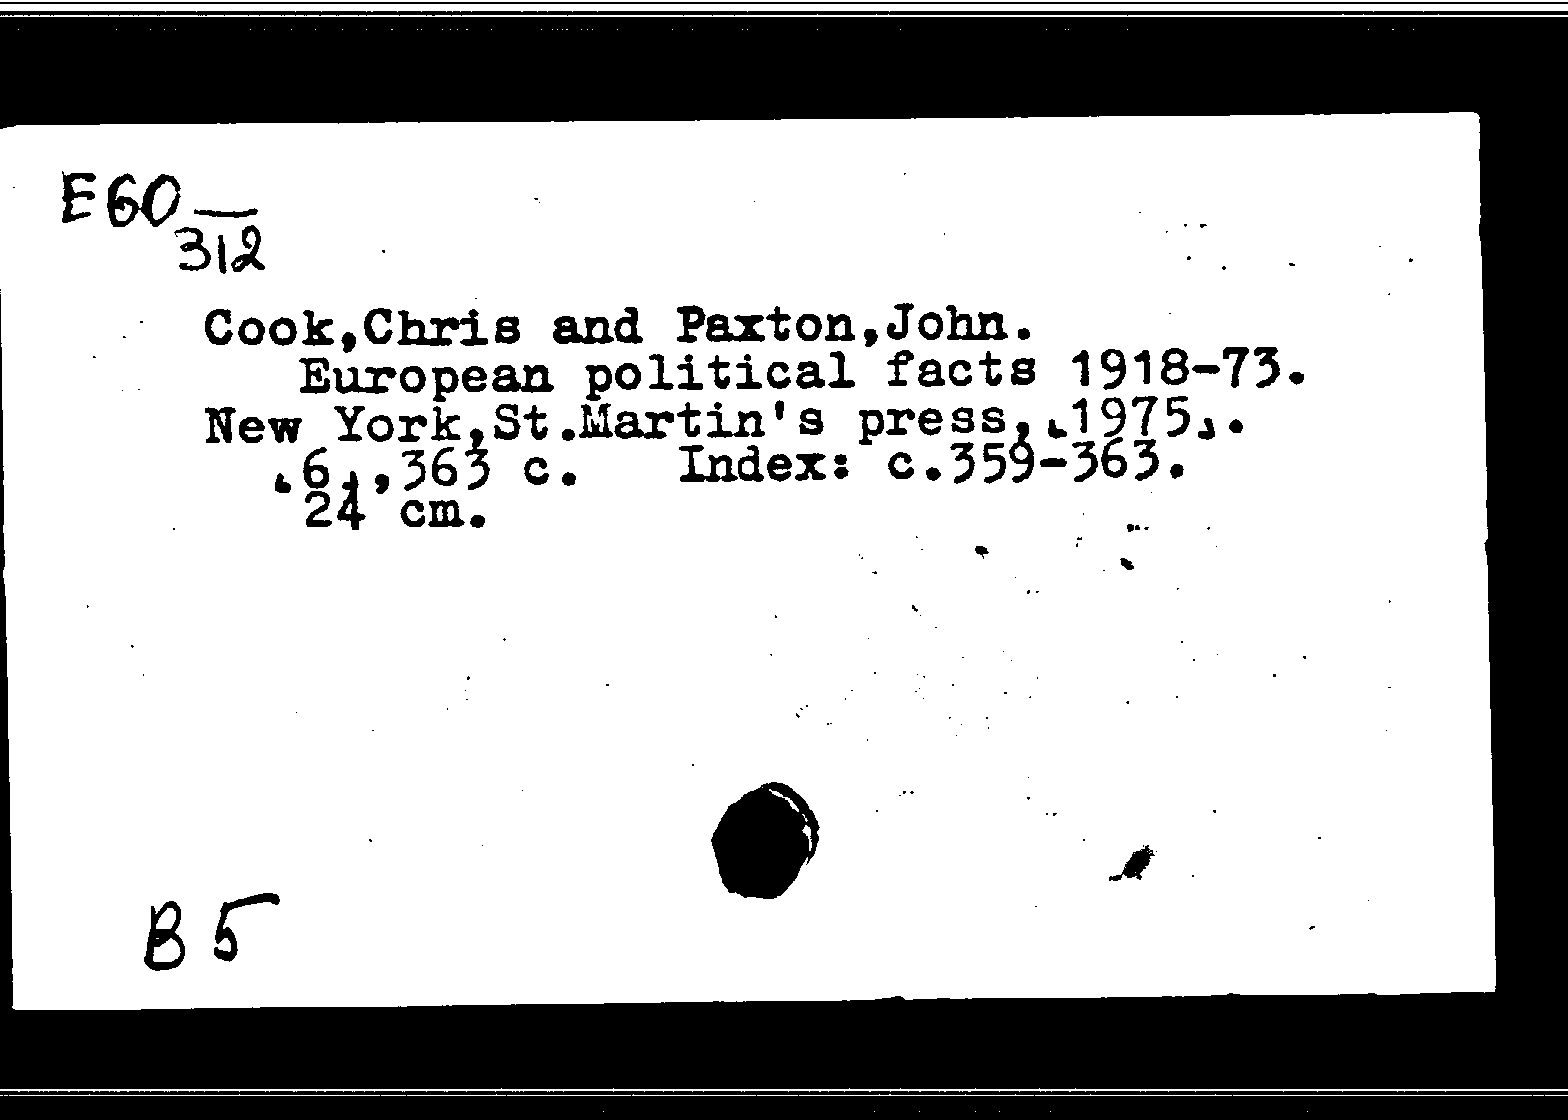 E60 —
312
Cook,Chris and Paxton,John.
European political facts 1918-73.
New York,St.Martin's press,⌞1975⌟.
⌞6⌟,363 c. Index: c.359-363.
24 cm.
B5